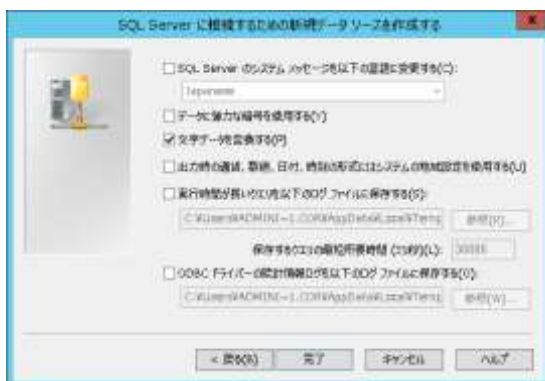 SQL Server に接続するための新規データ ソースを作成する
SQL Server のシステム メッセージを以下の言語に変更する(C):
Japanese
データに強力な暗号を使用する(Y)
文字データを変換する(P)
出力時の通貨、数値、日付、時刻の形式にはシステムの地域設定を使用する(U)
実行時間が長いクエリを以下のログ ファイルに保存する(S):
参照(R)...
保存するクエリの最短所要時間 (ミリ秒)(L):
30000
ODBC ドライバーの統計情報ログを以下のログ ファイルに保存する(O):
参照(W)...
< 戻る(B)
完了
キャンセル
ヘルプ